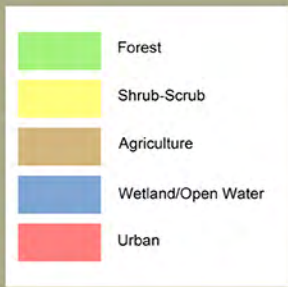 Forest
Shrub-Scrub
Agriculture
Wetland/Open Water
Urban